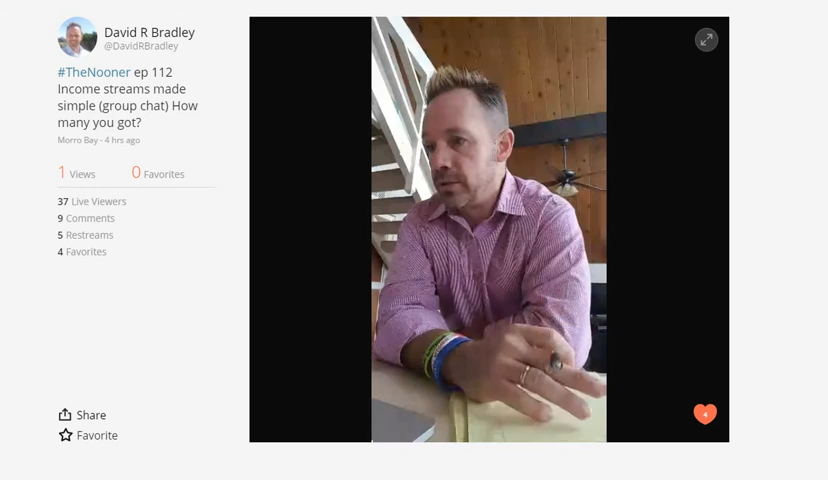 David R Bradley
@DavidRBradley
#TheNooner ep 112
Income streams made
simple (group chat) How
many you got?
Morro Bay - 4 hrs ago
1 Views 0 Favorites
37 Live Viewers
9 Comments
5 Restreams
4 Favorites
4
Share
Favorite